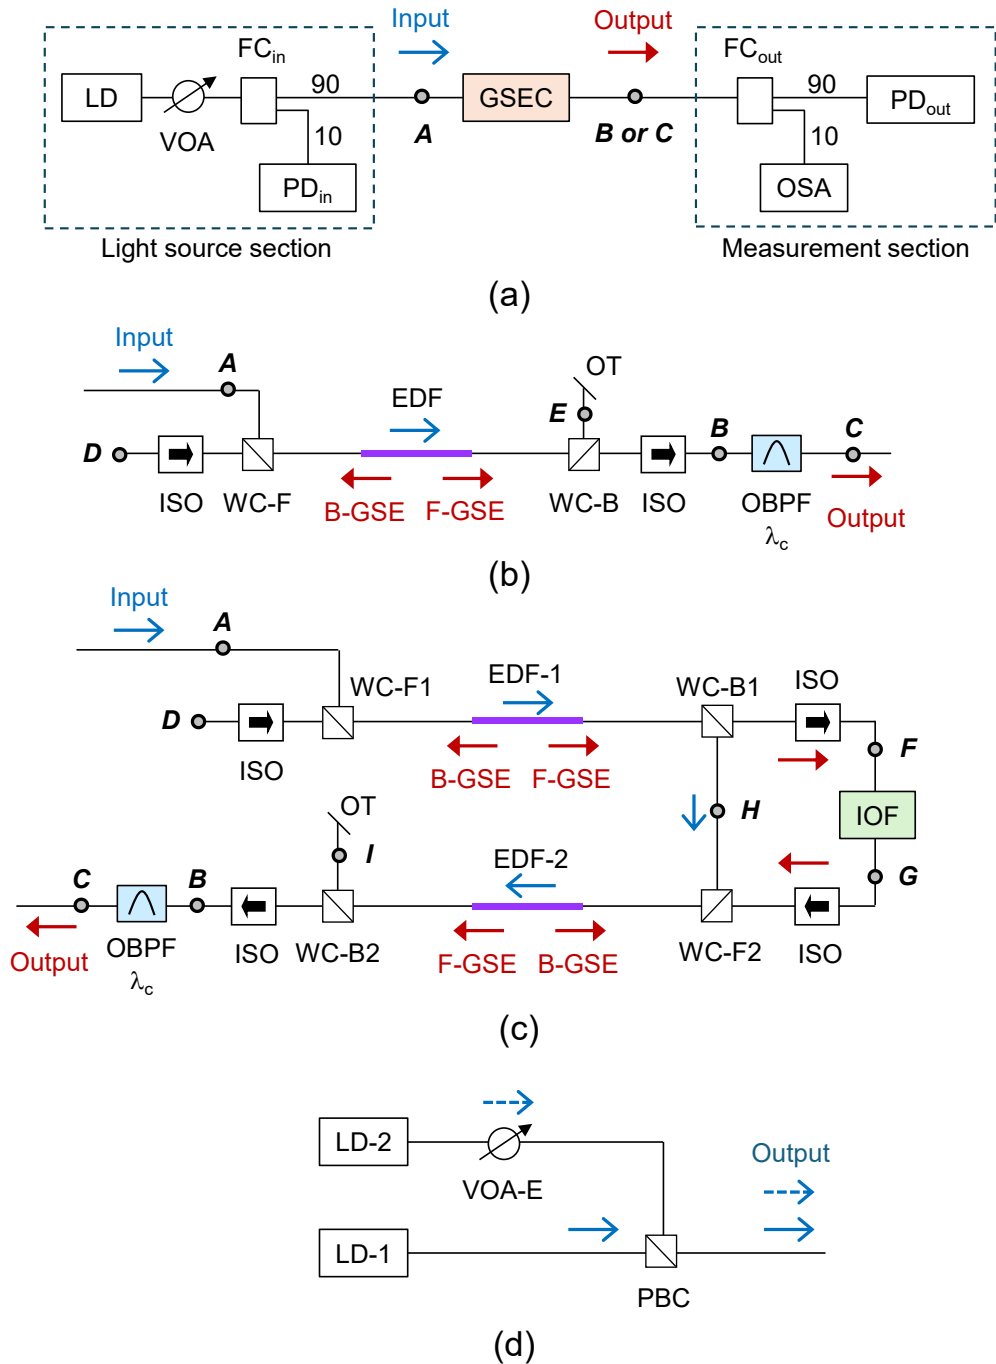 Input
Output
FCin
FCout
LD
90
GSEC
90
PDout
VOA
10
A
B or C
10
PDin
OSA
Light source section
Measurement section
(a)
Input
A
OT
EDF
E
B
C
D
ISO
WC-F
B-GSE
F-GSE
WC-B
ISO
OBPF
λc
Output
(b)
Input
A
EDF-1
WC-F1
WC-B1
ISO
D
F
ISO
B-GSE
F-GSE
OT
H
IOF
I
EDF-2
C
B
G
OBPF
λc
ISO
WC-B2
F-GSE
B-GSE
WC-F2
ISO
Output
(c)
LD-2
Output
VOA-E
LD-1
PBC
(d)